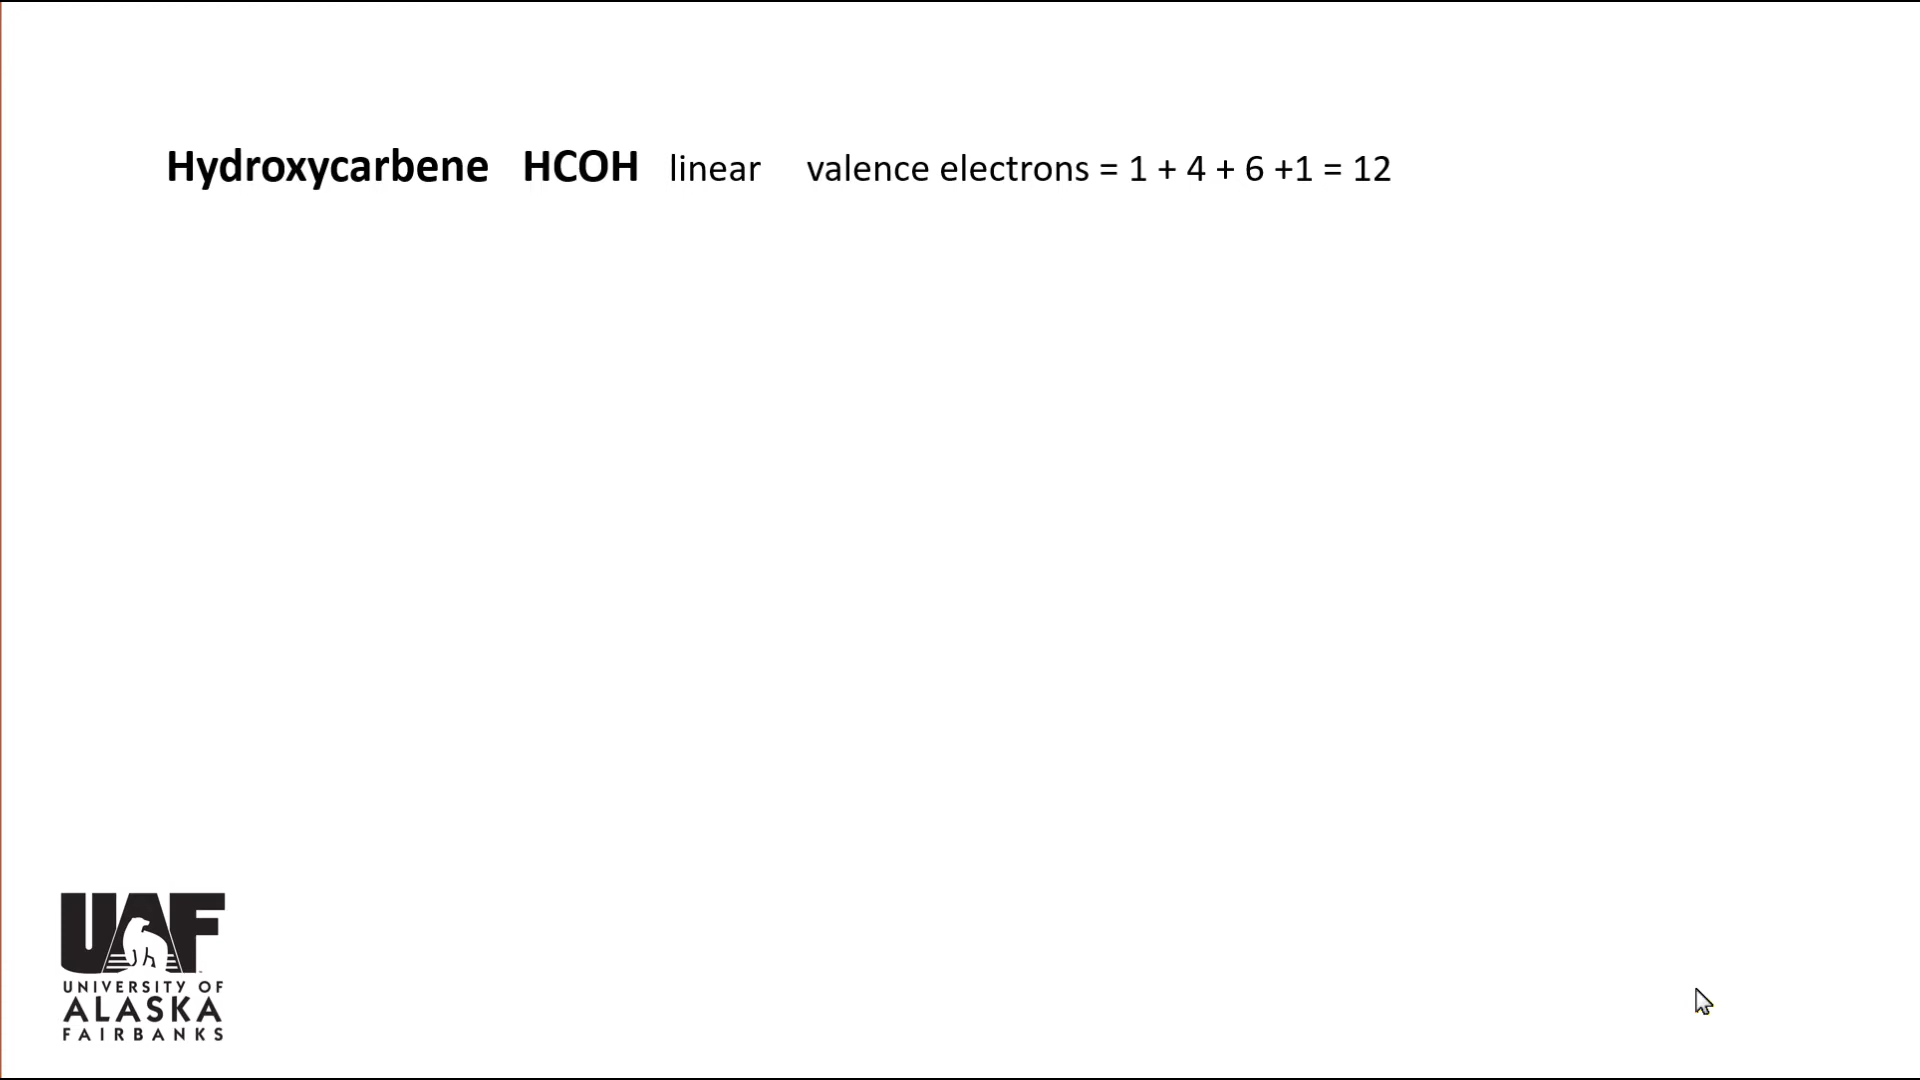 Hydroxycarbene HCOH linear valence electrons = 1 + 4 + 6 +1 = 12
UAF
UNIVERSITY OF
ALASKA
FAIRBANKS